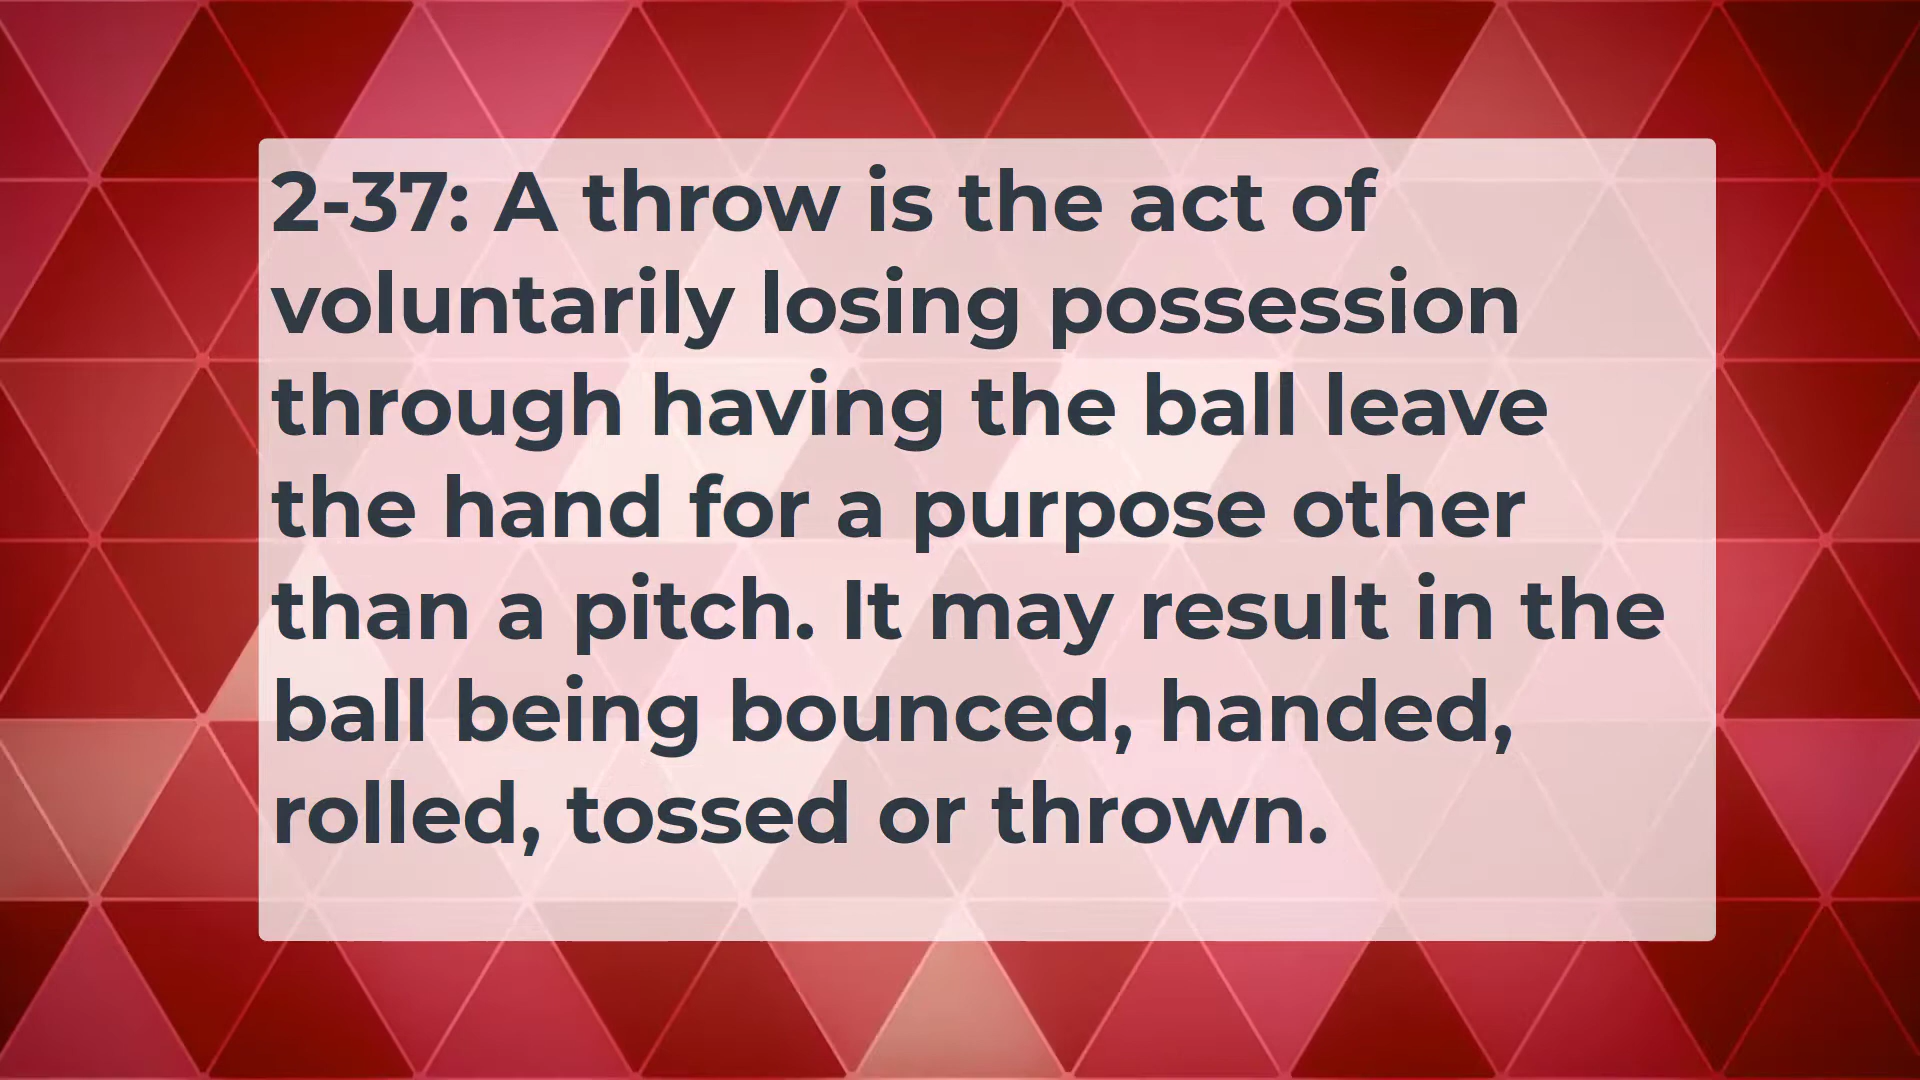 2-37: A throw is the act of
voluntarily losing possession
through having the ball leave
the hand for a purpose other
than a pitch. It may result in the
ball being bounced, handed,
rolled, tossed or thrown.